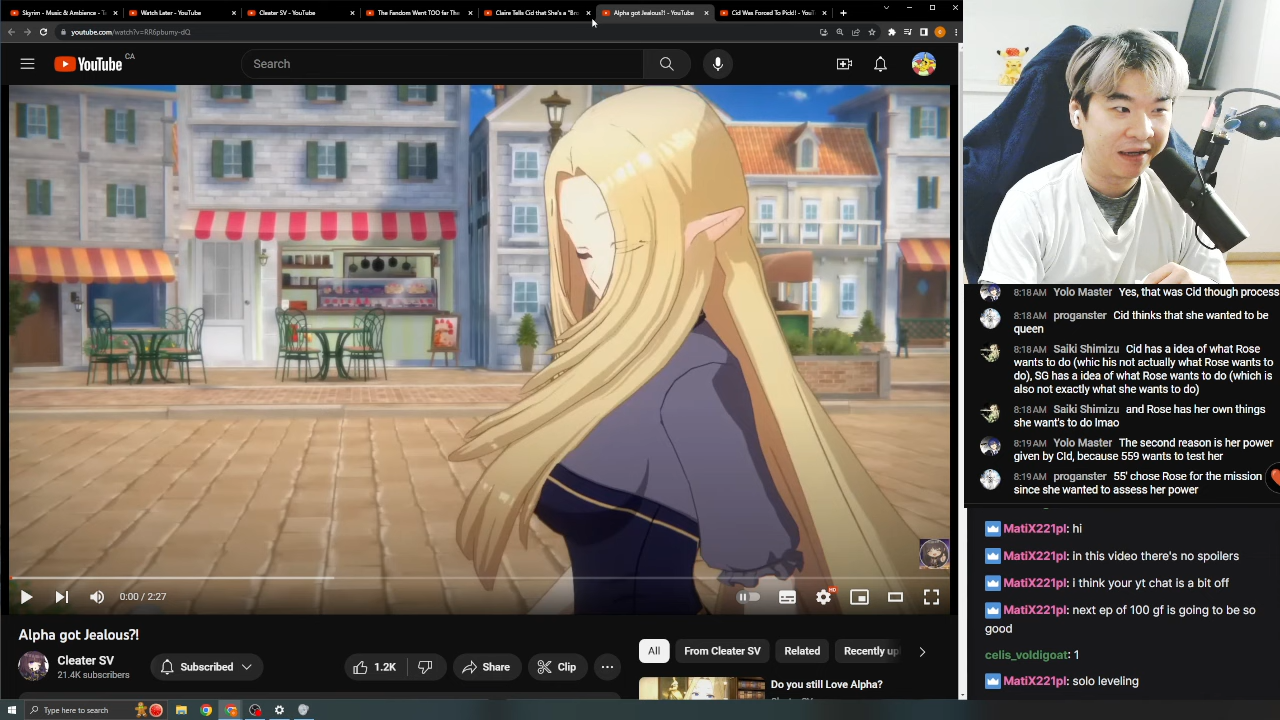 Skyrim - Music & Ambience - T
Watch Later - YouTube
Cleater SV - YouTube
The Fandom Went TOO far The
Claire Tells Cid that She's a "Bro
Alpha got Jealous?! - YouTube
Cid Was Forced To Pick!! - YouT
youtube.com/watch?v=RR6pbumy-dQ
YouTube CA
Search
0:00 / 2:27
HD
Alpha got Jealous?!
Cleater SV
21.4K subscribers
Subscribed
1.2K
Share
Clip
All
From Cleater SV
Related
Recently up
Do you still Love Alpha?
Type here to search
8:18 AM Yolo Master Yes, that was Cid though process
8:18 AM proganster Cid thinks that she wanted to be
queen
8:18 AM Saiki Shimizu Cid has a idea of what Rose
wants to do (whic his not actually what Rose wants to
do), SG has a idea of what Rose wants to do (which is
also not exactly what she wants to do)
8:18 AM Saiki Shimizu and Rose has her own things
she want's to do lmao
8:19 AM Yolo Master The second reason is her power
given by CId, because 559 wants to test her
8:19 AM proganster 55' chose Rose for the mission
since she wanted to assess her power
MatiX221pl: hi
MatiX221pl: in this video there's no spoilers
MatiX221pl: i think your yt chat is a bit off
MatiX221pl: next ep of 100 gf is going to be so
good
celis_voldigoat: 1
MatiX221pl: solo leveling